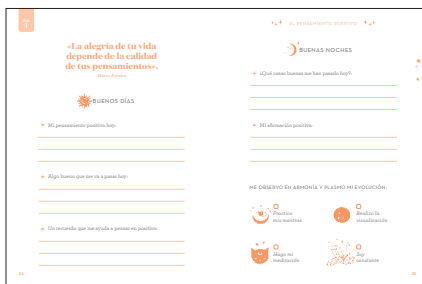 «La alegría de tu vida
depende de la calidad
de tus pensamientos».
BUENOS DÍAS
Mi pensamiento positivo hoy:
Algo bueno que me va a pasar hoy:
Un recuerdo que me ayuda a pensar en positivo:
EL PENSAMIENTO POSITIVO
BUENAS NOCHES
¿Qué cosas buenas me han pasado hoy?:
Mi afirmación positiva:
ME OBSERVO EN ARMONÍA Y PLASMO MI EVOLUCIÓN:
Practico
mis mantras
Realizo la
visualización
Hago mi
meditación
Soy
constante